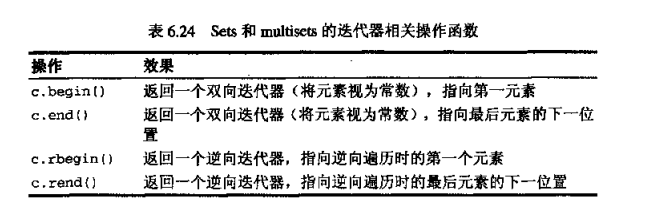 表 6.24 Sets 和 multisets 的迭代器相关操作函数
操作 效果
c.begin() 返回一个双向迭代器（将元素视为常数），指向第一元素
c.end() 返回一个双向迭代器（将元素视为常数），指向最后元素的下一位
置
c.rbegin() 返回一个逆向迭代器，指向逆向遍历时的第一个元素
c.rend() 返回一个逆向迭代器，指向逆向遍历时的最后元素的下一位置